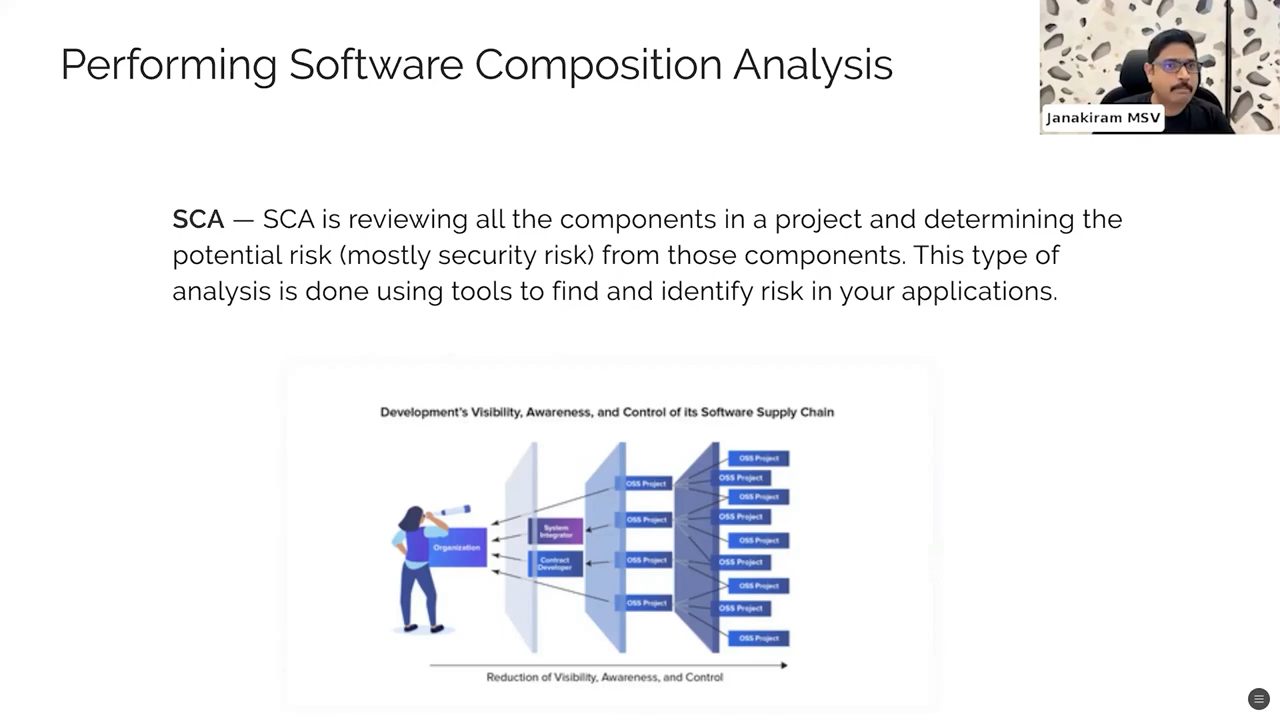 Performing Software Composition Analysis
Janakiram MSV
SCA — SCA is reviewing all the components in a project and determining the
potential risk (mostly security risk) from those components. This type of
analysis is done using tools to find and identify risk in your applications.
Development's Visibility, Awareness, and Control of its Software Supply Chain
OSS Project
OSS Project
OSS Project
OSS Project
OSS Project
System
Integrator
OSS Project
OSS Project
Organization
OSS Project
Contract
Developer
OSS Project
OSS Project
OSS Project
OSS Project
OSS Project
OSS Project
Reduction of Visibility, Awareness, and Control